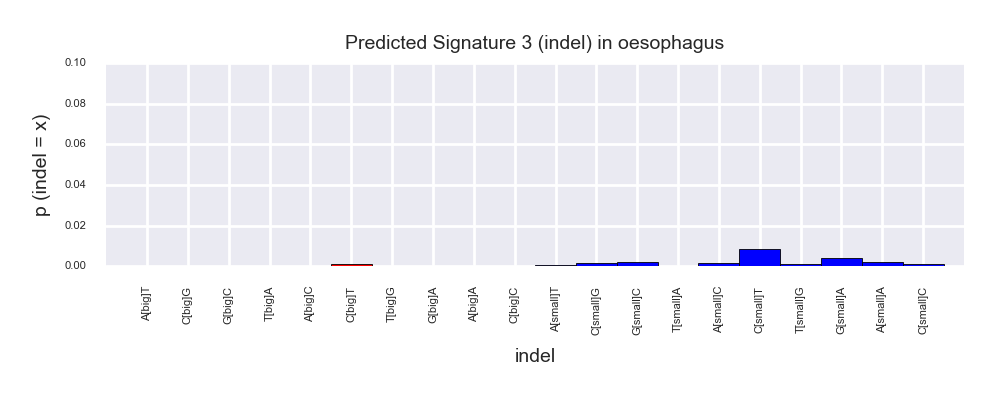 Predicted Signature 3 (indel) in oesophagus
p (indel = x)
0.10
0.08
0.06
0.04
0.02
0.00
A[big]T
C[big]G
G[big]C
T[big]A
A[big]C
C[big]T
T[big]G
G[big]A
A[big]A
C[big]C
A[small]T
C[small]G
G[small]C
T[small]A
A[small]C
C[small]T
T[small]G
G[small]A
A[small]A
C[small]C
indel